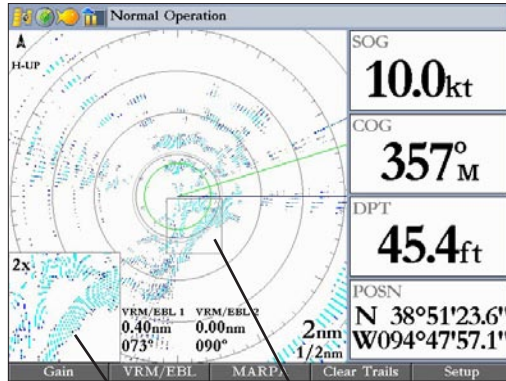 Normal Operation
H-UP
SOG
10.0kt
COG
357°M
DPT
45.4ft
POSN
N 38°51'23.6"
W094°47'57.1"
2x
VRM/EBL 1 VRM/EBL 2
0.40nm 0.00nm
073° 090°
2nm
1/2nm
Gain VRM/EBL MARPA Clear Trails Setup